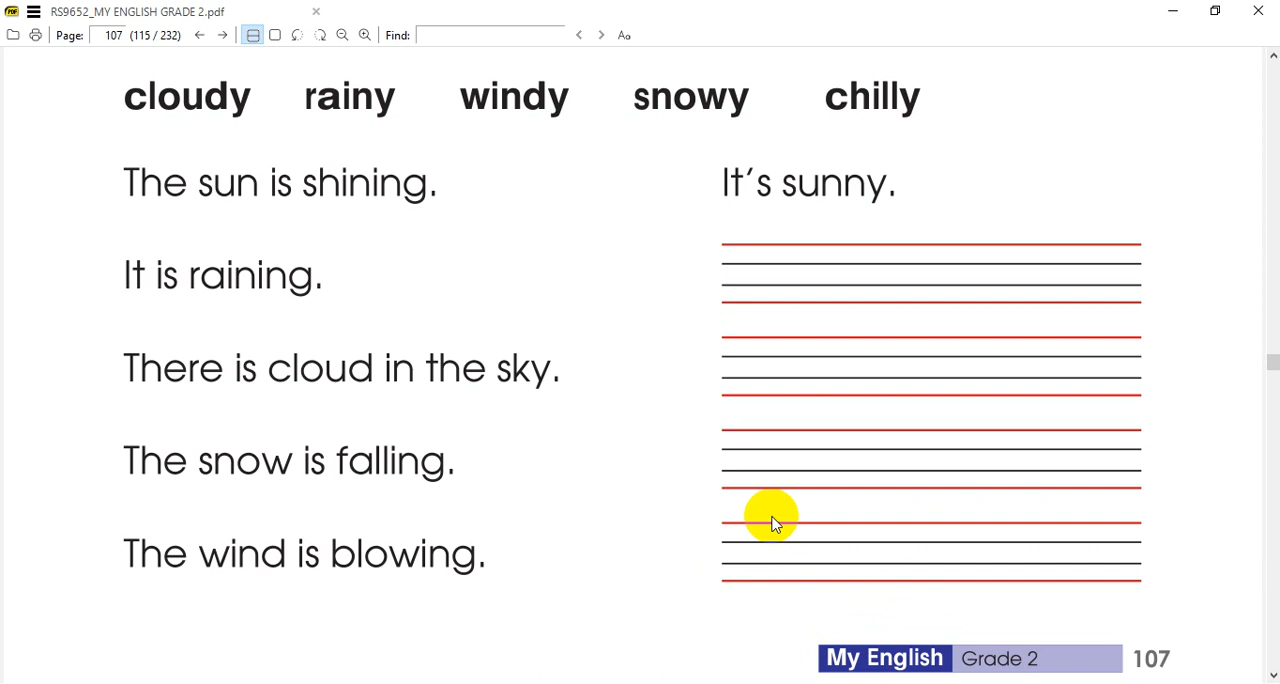 RS9652_MY ENGLISH GRADE 2.pdf
Page: 107 (115 / 232) Find: Aa
cloudy rainy windy snowy chilly
The sun is shining. It’s sunny.
It is raining.
There is cloud in the sky.
The snow is falling.
The wind is blowing.
My English Grade 2 107